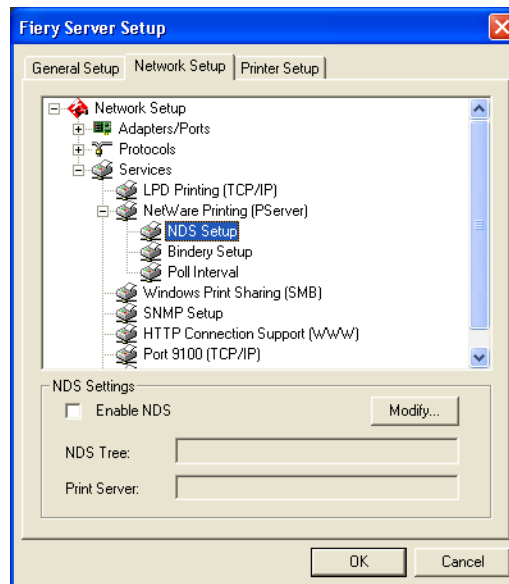 Fiery Server Setup
General Setup Network Setup Printer Setup
Network Setup
Adapters/Ports
Protocols
Services
LPD Printing (TCP/IP)
NetWare Printing (PServer)
NDS Setup
Bindery Setup
Poll Interval
Windows Print Sharing (SMB)
SNMP Setup
HTTP Connection Support (WWW)
Port 9100 (TCP/IP)
NDS Settings
Enable NDS Modify...
NDS Tree:
Print Server:
OK Cancel